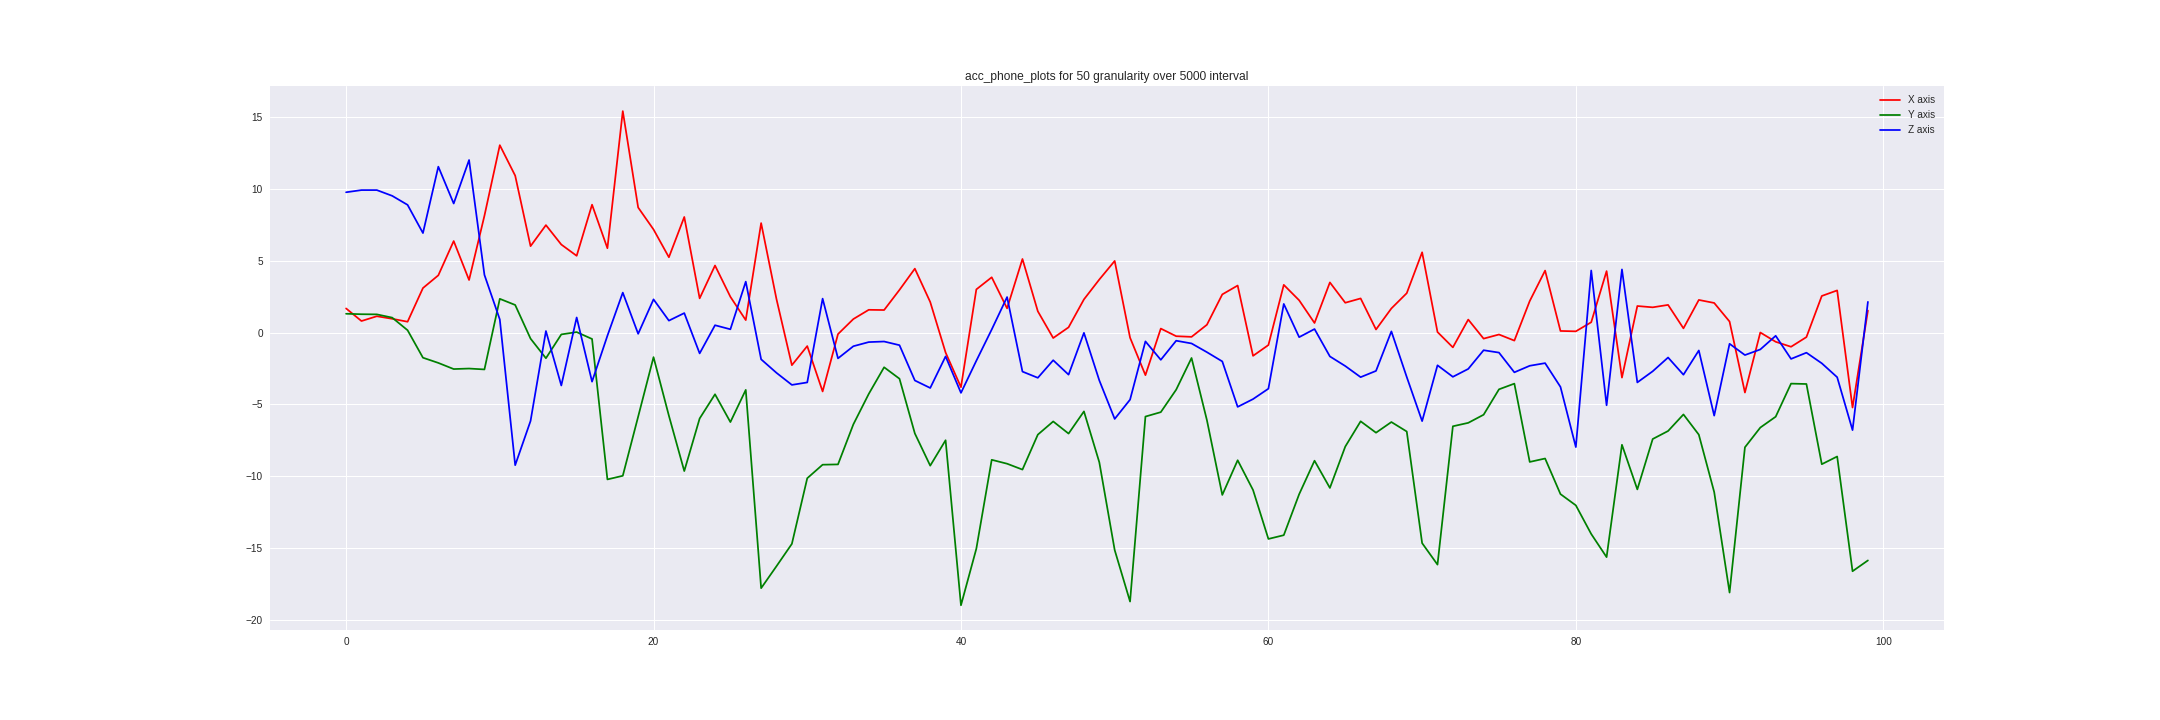 acc_phone_plots for 50 granularity over 5000 interval
X axis
Y axis
Z axis
15
10
5
0
−5
−10
−15
−20
0 20 40 60 80 100